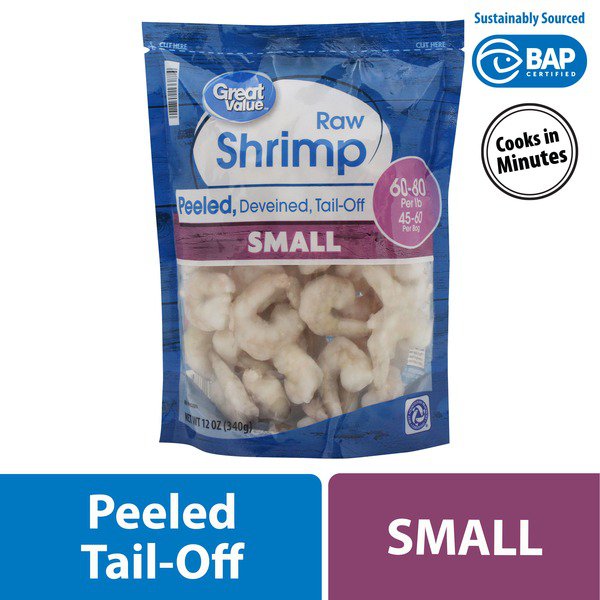 Sustainably Sourced
BAP
CERTIFIED
Cooks in
Minutes
CUT HERE
CUT HERE
Great
Value™
Raw
Shrimp
Peeled, Deveined, Tail-Off
60-80
Per Lb
45-60
Per Bag
SMALL
NET WT 12 OZ (340g)
Peeled
Tail-Off
SMALL